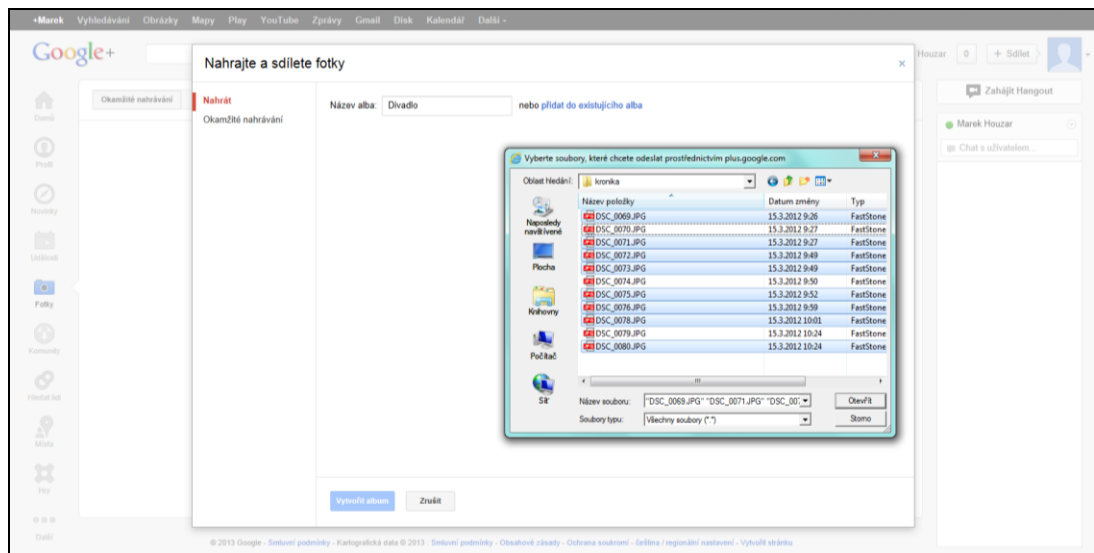 +Marek Vyhledávání Obrázky Mapy Play YouTube Zprávy Gmail Disk Kalendář Další
Google+
Houzar 0 + Sdílet
Nahrajte a sdílete fotky ×
Okamžité nahrávání
Nahrát
Okamžité nahrávání
Název alba: Divadlo nebo přidat do existujícího alba
Zahájit Hangout
Marek Houzar
Chat s uživatelem...
Domů
Profil
Novinky
Události
Fotky
Komunity
Hledat lidi
Místa
Hry
Další
Vyberte soubory, které chcete odeslat prostřednictvím plus.google.com
Oblast hledání: kronika
Naposledy navštívené
Plocha
Knihovny
Počítač
Síť
Název položky Datum změny Typ
DSC_0069.JPG 15.3.2012 9:26 FastStone
DSC_0070.JPG 15.3.2012 9:27 FastStone
DSC_0071.JPG 15.3.2012 9:27 FastStone
DSC_0072.JPG 15.3.2012 9:49 FastStone
DSC_0073.JPG 15.3.2012 9:49 FastStone
DSC_0074.JPG 15.3.2012 9:50 FastStone
DSC_0075.JPG 15.3.2012 9:52 FastStone
DSC_0076.JPG 15.3.2012 9:59 FastStone
DSC_0078.JPG 15.3.2012 10:01 FastStone
DSC_0079.JPG 15.3.2012 10:24 FastStone
DSC_0080.JPG 15.3.2012 10:24 FastStone
Název souboru: "DSC_0069.JPG" "DSC_0071.JPG" "DSC_007 Otevřít
Soubory typu: Všechny soubory (*.*) Storno
Vytvořit album Zrušit
© 2013 Google - Smluvní podmínky - Kartografická data © 2013 : Smluvní podmínky - Obsahové zásady - Ochrana soukromí - čeština / regionální nastavení - Vytvořit stránku